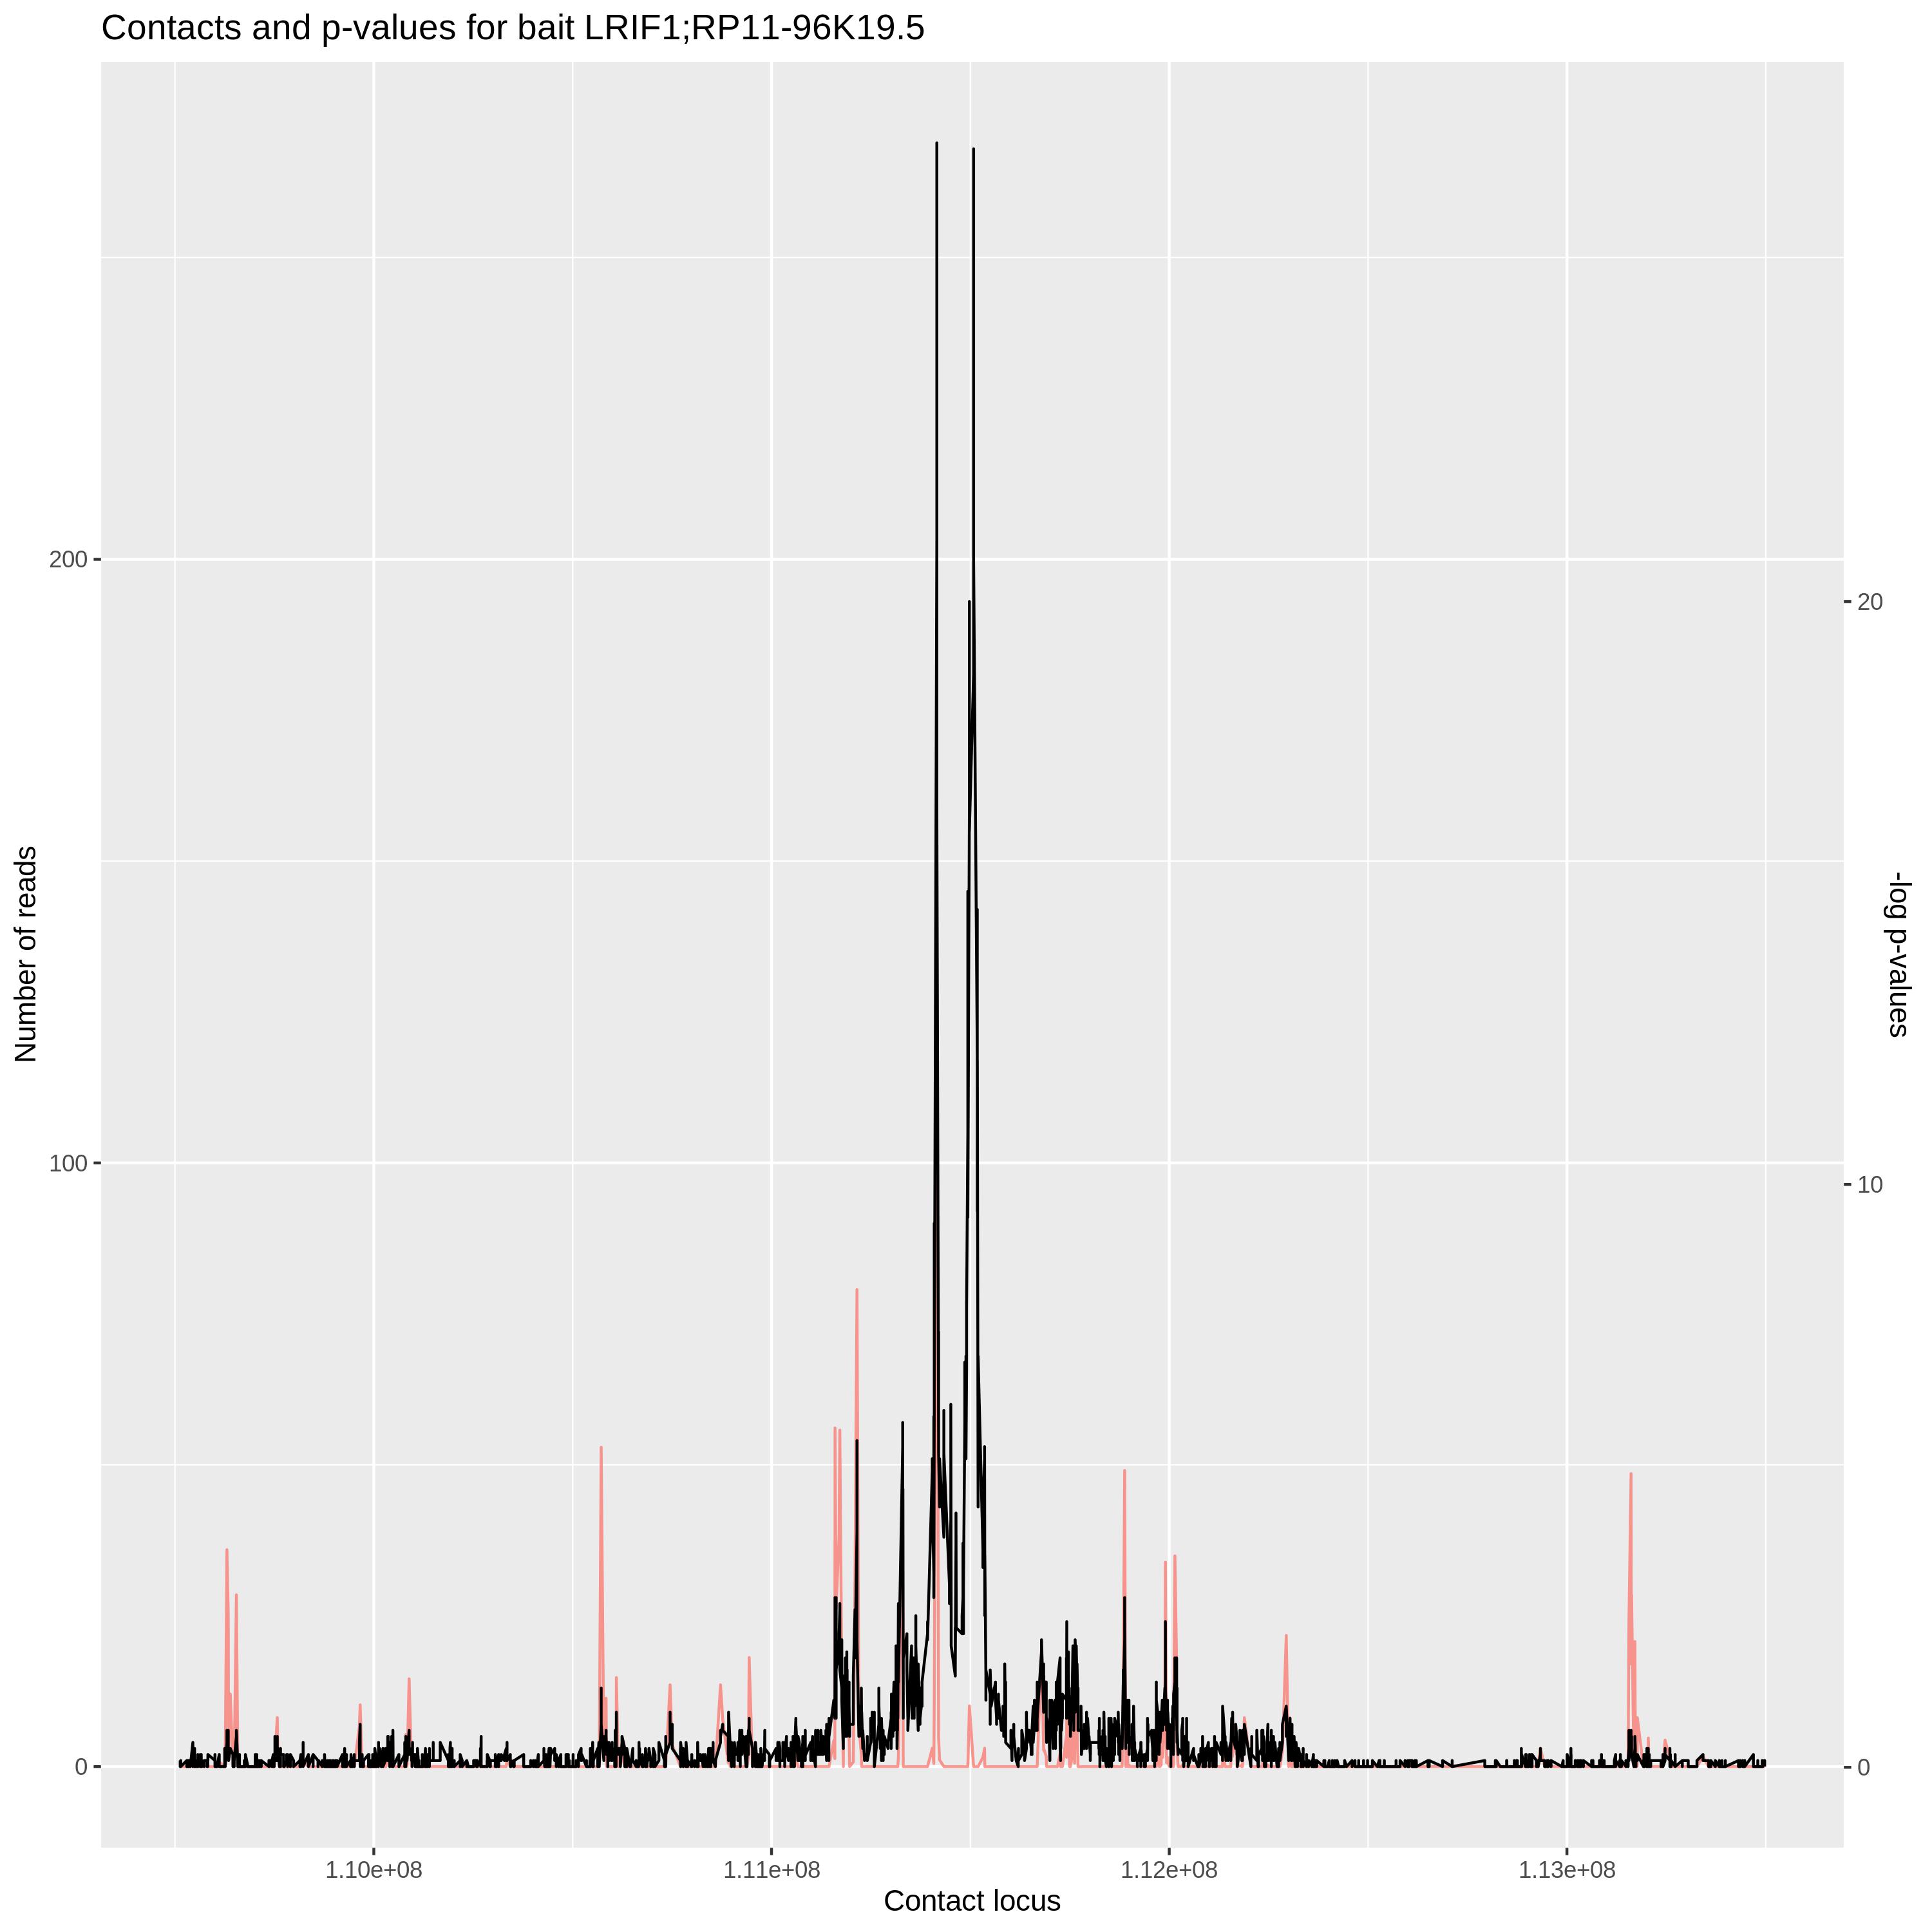 Contacts and p-values for bait LRIF1;RP11-96K19.5
Number of reads
200
100
0
20
10
0
-log p-values
1.10e+08
1.11e+08
1.12e+08
1.13e+08
Contact locus